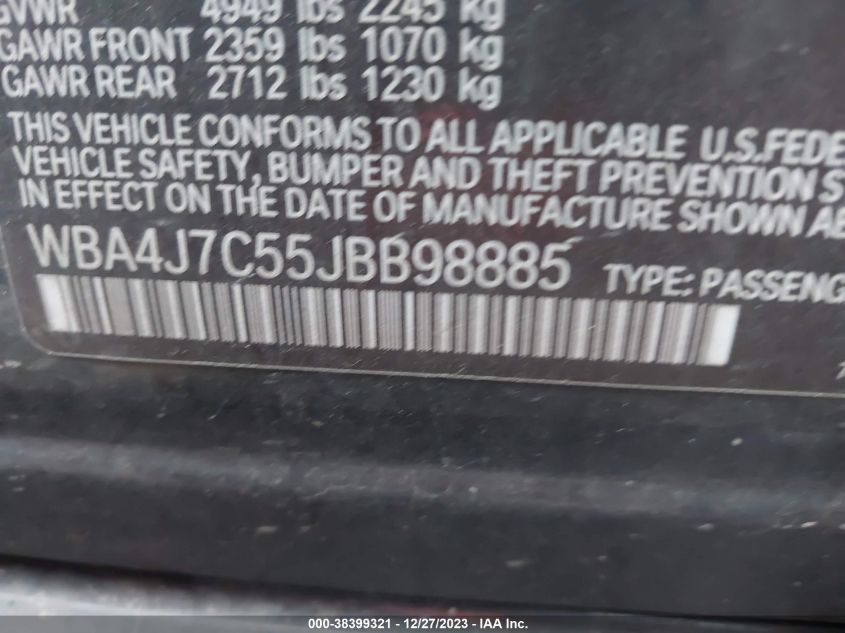 GVWR 4949 lbs 2245 kg
GAWR FRONT 2359 lbs 1070 kg
GAWR REAR 2712 lbs 1230 kg
THIS VEHICLE CONFORMS TO ALL APPLICABLE U.S.FEDE
VEHICLE SAFETY, BUMPER AND THEFT PREVENTION S
IN EFFECT ON THE DATE OF MANUFACTURE SHOWN AB
WBA4J7C55JBB98885 TYPE: PASSENG
000-38399321 - 12/27/2023 - IAA Inc.